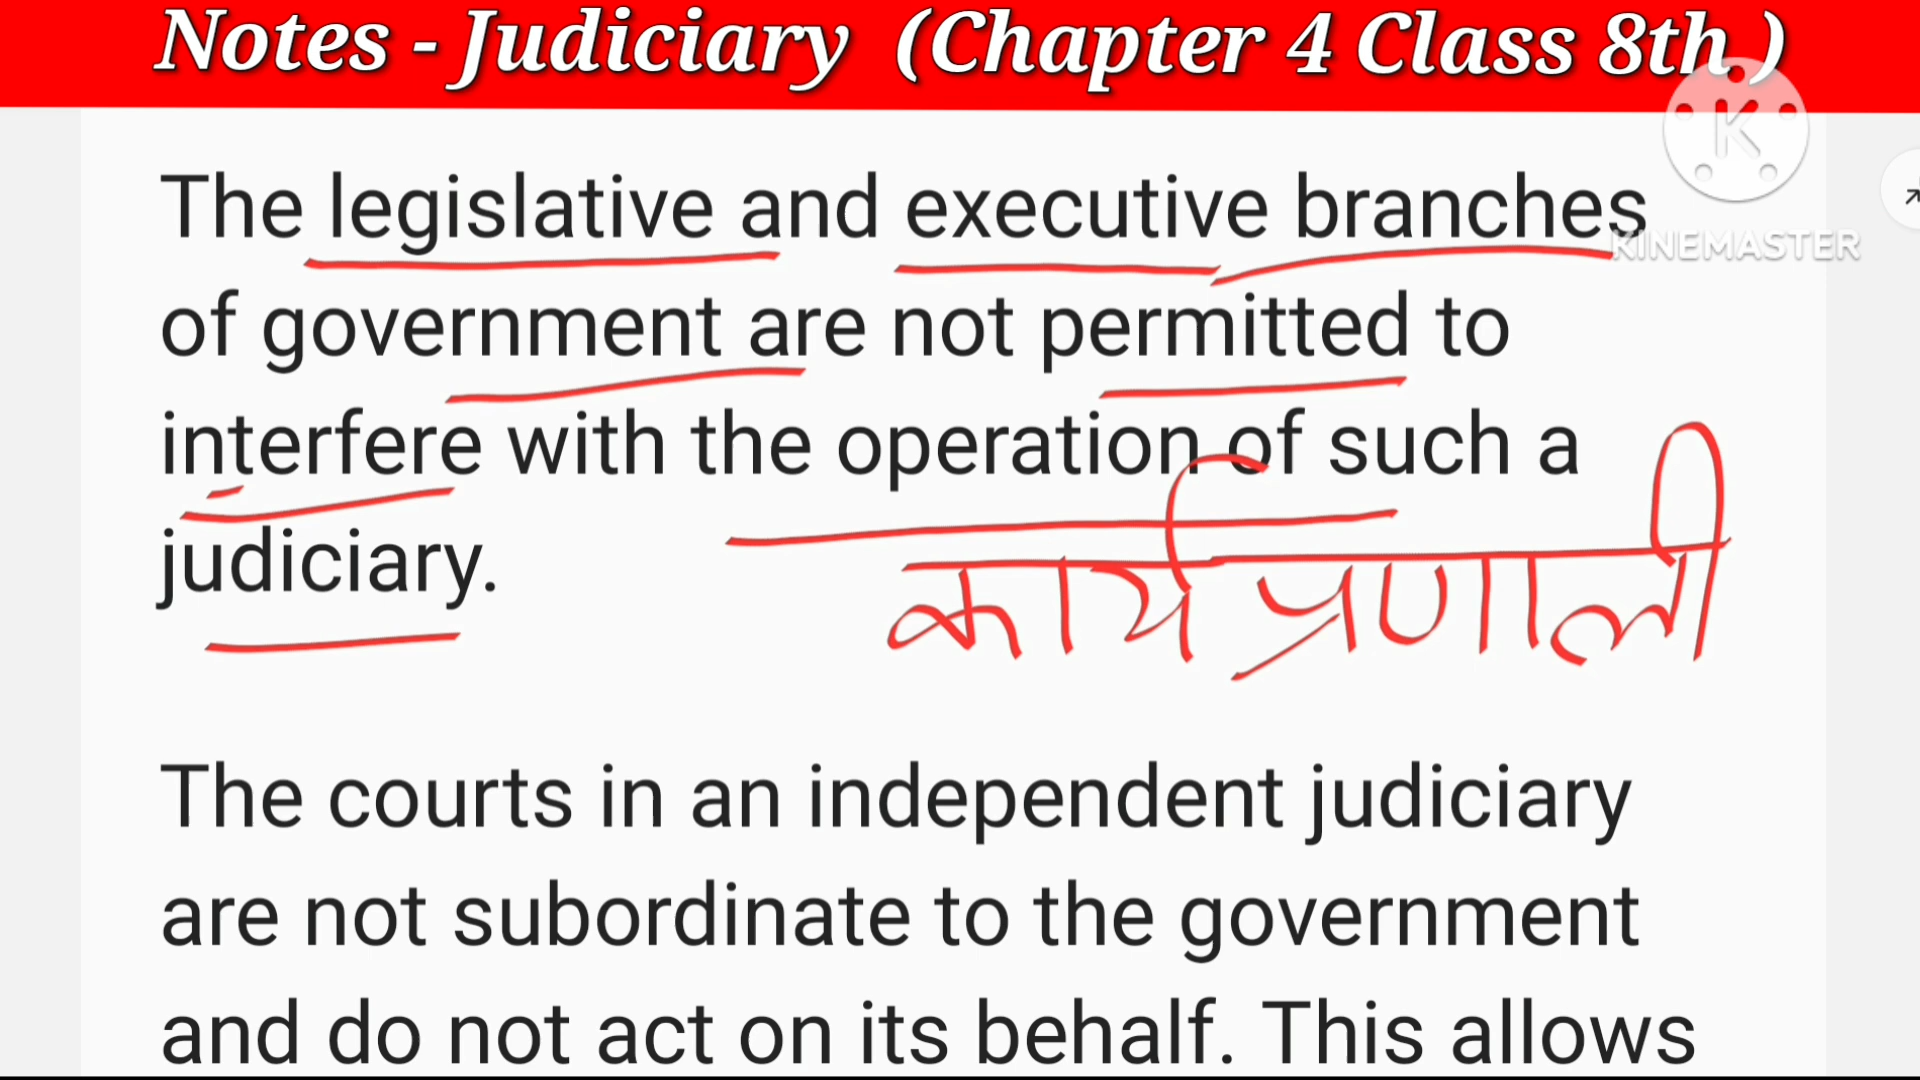 Notes - Judiciary (Chapter 4 Class 8th )
K
KINEMASTER
The legislative and executive branches
of government are not permitted to
interfere with the operation of such a
judiciary.
कार्यप्रणाली
The courts in an independent judiciary
are not subordinate to the government
and do not act on its behalf. This allows